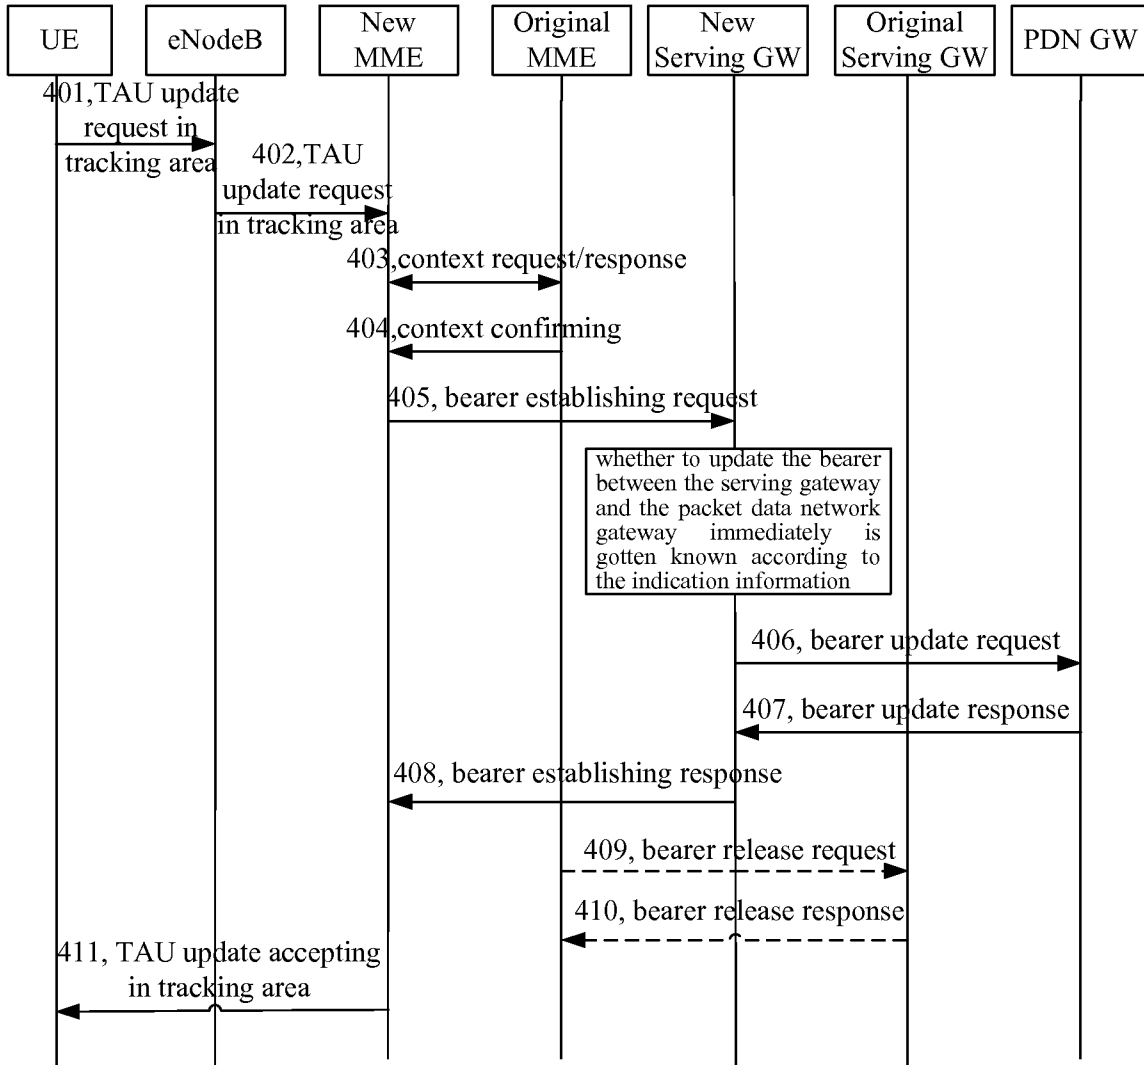 UE
eNodeB
New
MME
Original
MME
New
Serving GW
Original
Serving GW
PDN GW
401,TAU update
request in
tracking area
402,TAU
update request
in tracking area
403,context request/response
404,context confirming
405, bearer establishing request
whether to update the bearer
between the serving gateway
and the packet data network
gateway immediately is
gotten known according to
the indication information
406, bearer update request
407, bearer update response
408, bearer establishing response
409, bearer release request
410, bearer release response
411, TAU update accepting
in tracking area